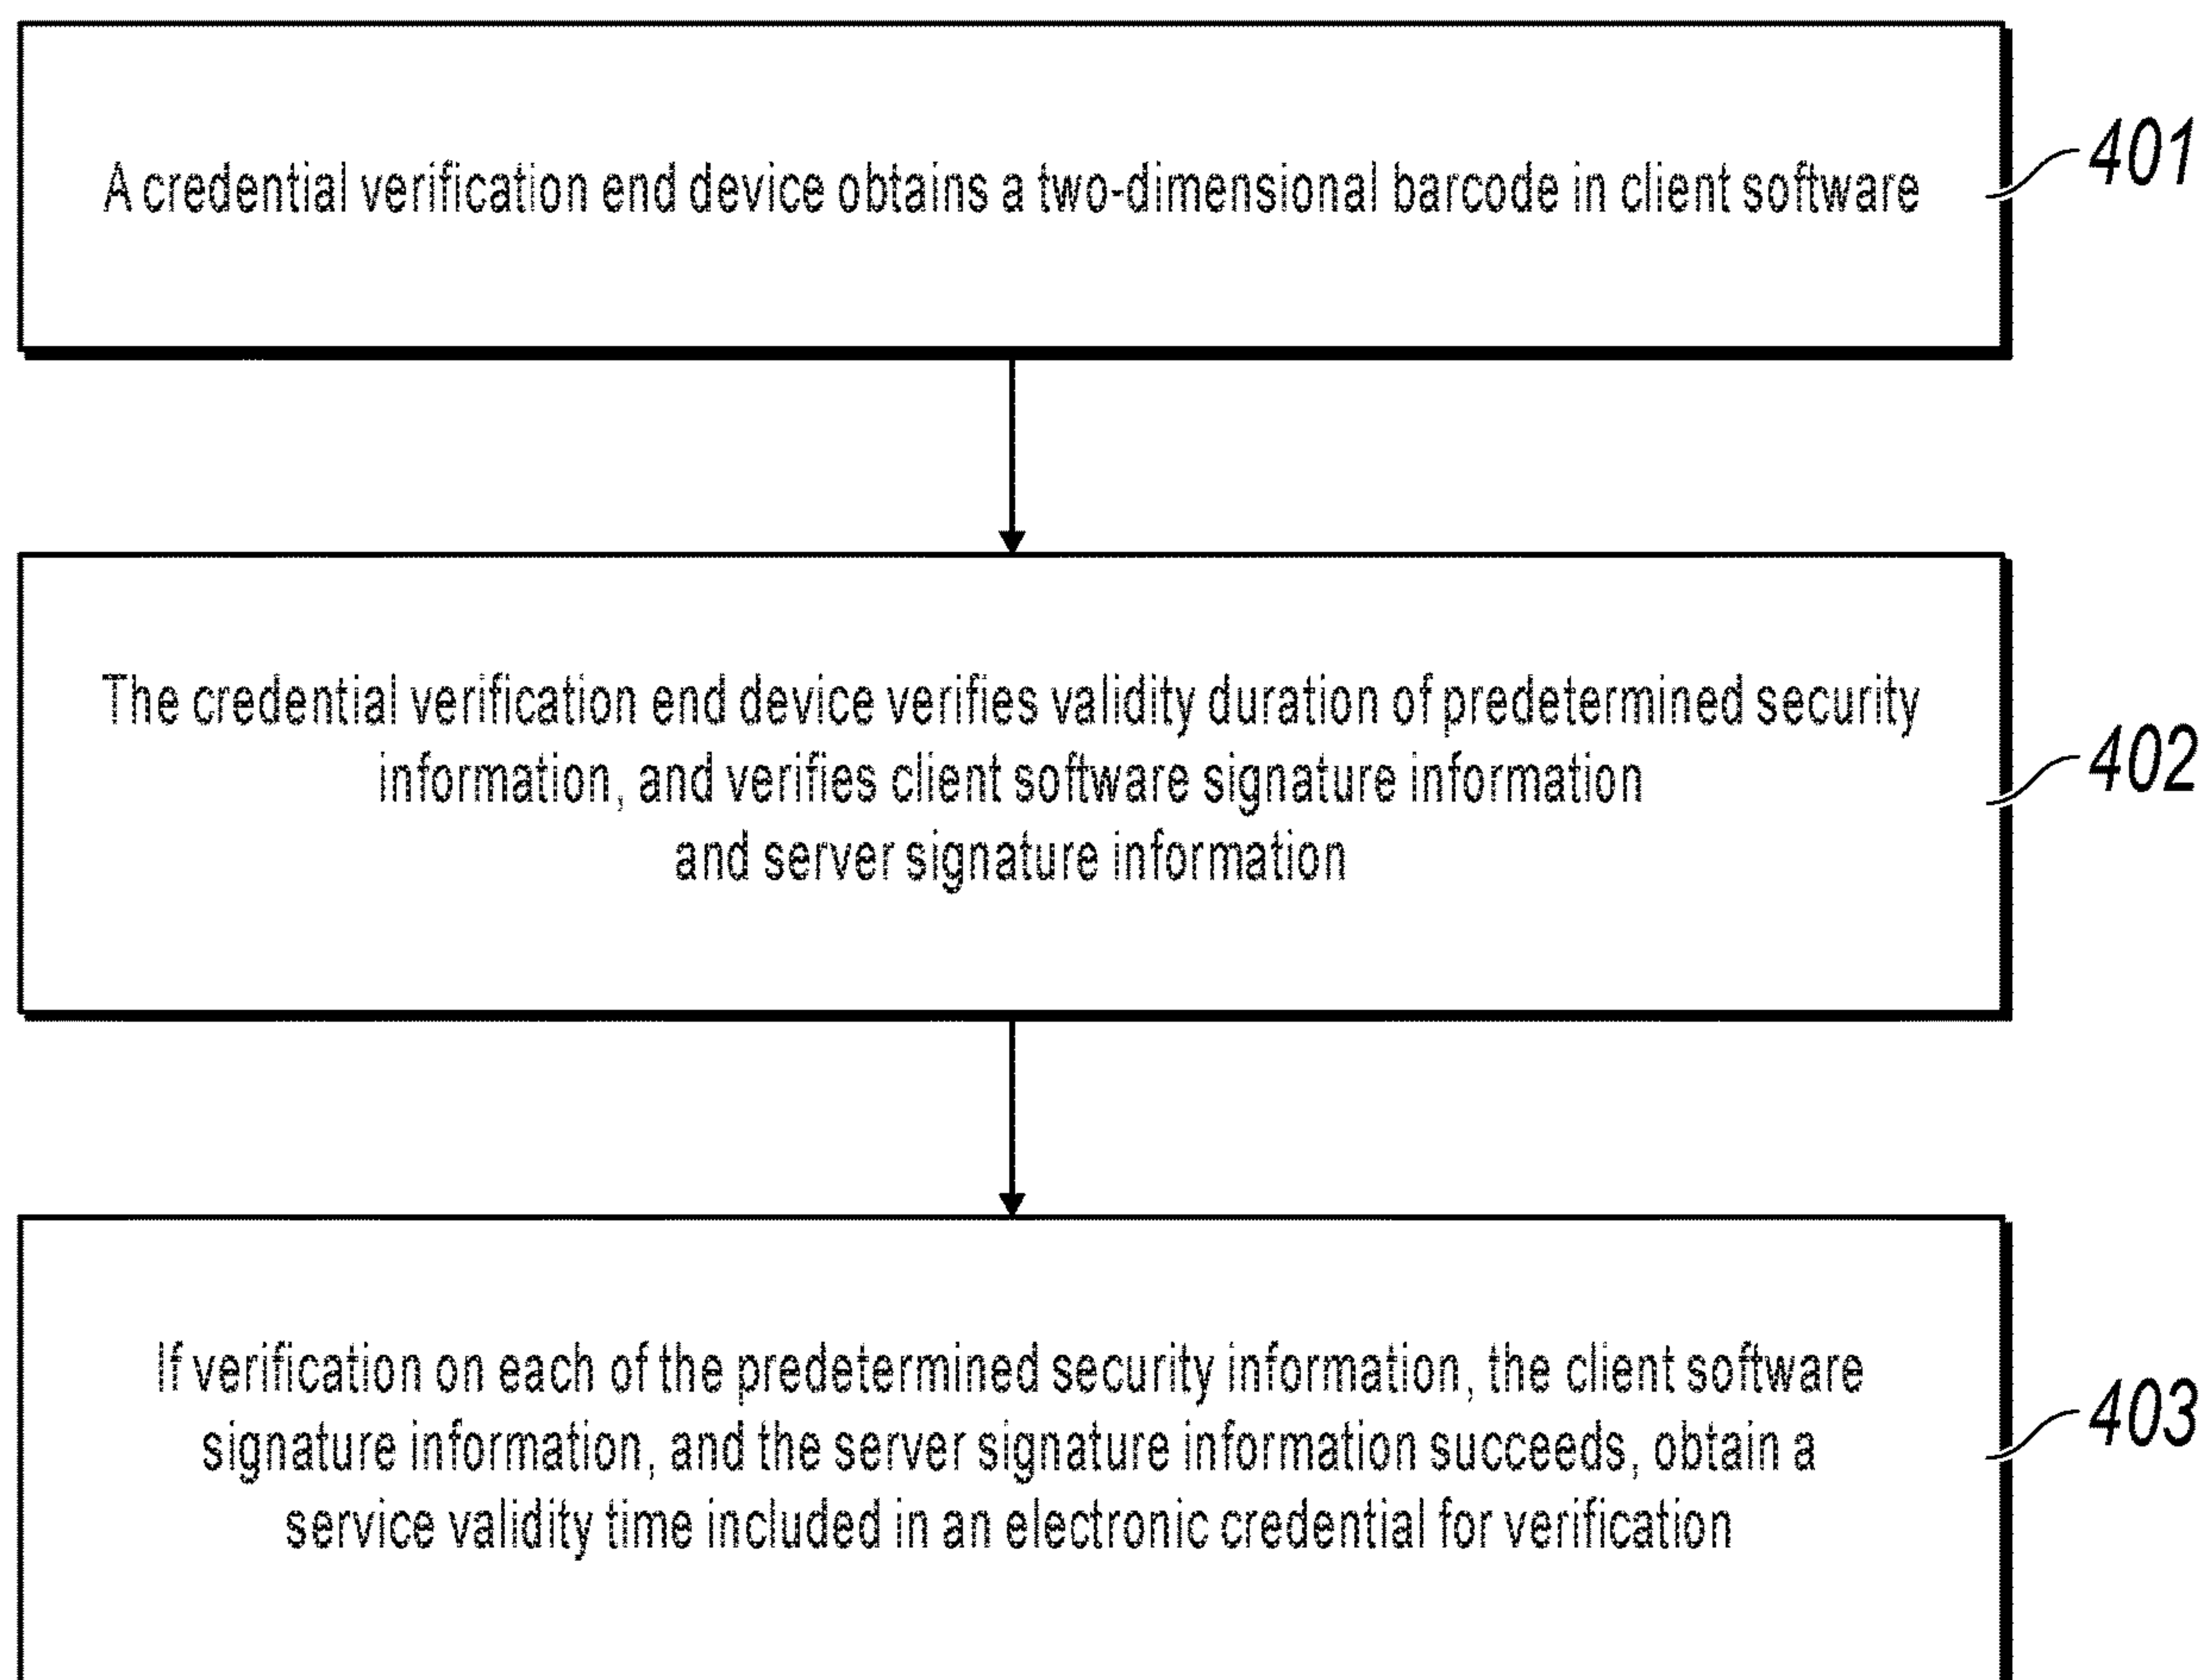 A credential verification end device obtains a two-dimensional barcode in client software
401
The credential verification end device verifies validity duration of predetermined security
information, and verifies client software signature information
and server signature information
402
If verification on each of the predetermined security information, the client software
signature information, and the server signature information succeeds, obtain a
service validity time included in an electronic credential for verification
403